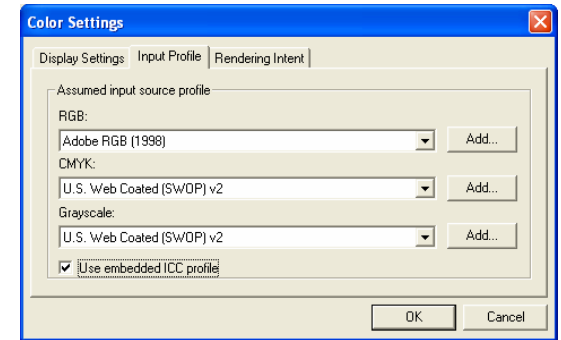 Color Settings
Display Settings Input Profile Rendering Intent
Assumed input source profile
RGB:
Adobe RGB (1998) Add...
CMYK:
U.S. Web Coated (SWOP) v2 Add...
Grayscale:
U.S. Web Coated (SWOP) v2 Add...
Use embedded ICC profile
OK Cancel